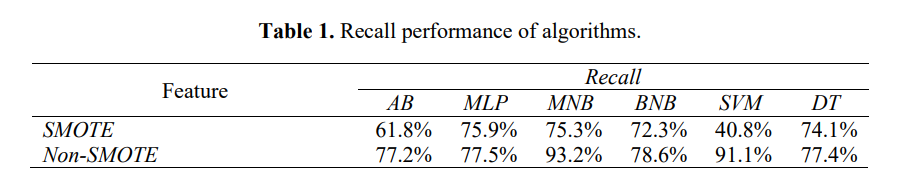 Table 1. Recall performance of algorithms.
Feature Recall
AB MLP MNB BNB SVM DT
SMOTE 61.8% 75.9% 75.3% 72.3% 40.8% 74.1%
Non-SMOTE 77.2% 77.5% 93.2% 78.6% 91.1% 77.4%